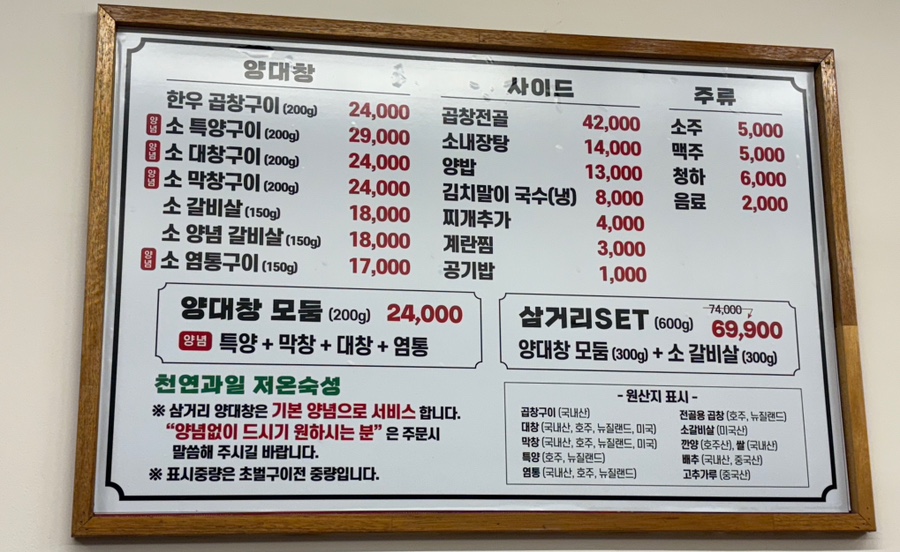 양대창
한우 곱창구이 (200g) 24,000
양념 소 특양구이 (200g) 29,000
양념 소 대창구이 (200g) 24,000
양념 소 막창구이 (200g) 24,000
소 갈비살 (150g) 18,000
소 양념 갈비살 (150g) 18,000
양념 소 염통구이 (150g) 17,000
사이드
곱창전골 42,000
소내장탕 14,000
양밥 13,000
김치말이 국수(냉) 8,000
찌개추가 4,000
계란찜 3,000
공기밥 1,000
주류
소주 5,000
맥주 5,000
청하 6,000
음료 2,000
양대창 모둠 (200g) 24,000
양념 특양 + 막창 + 대창 + 염통
삼거리SET (600g) 74,000 69,900
양대창 모둠 (300g) + 소 갈비살 (300g)
천연과일 저온숙성
※ 삼거리 양대창은 기본 양념으로 서비스 합니다.
“양념없이 드시기 원하시는 분” 은 주문시
말씀해 주시길 바랍니다.
※ 표시중량은 초벌구이전 중량입니다.
- 원산지 표시 -
곱창구이 (국내산)
대창 (국내산, 호주, 뉴질랜드, 미국)
막창 (국내산, 호주, 뉴질랜드, 미국)
특양 (호주, 뉴질랜드)
염통 (국내산, 호주, 뉴질랜드)
전골용 곱창 (호주, 뉴질랜드)
소갈비살 (미국산)
깐양 (호주산), 쌀 (국내산)
배추 (국내산, 중국산)
고추가루 (중국산)